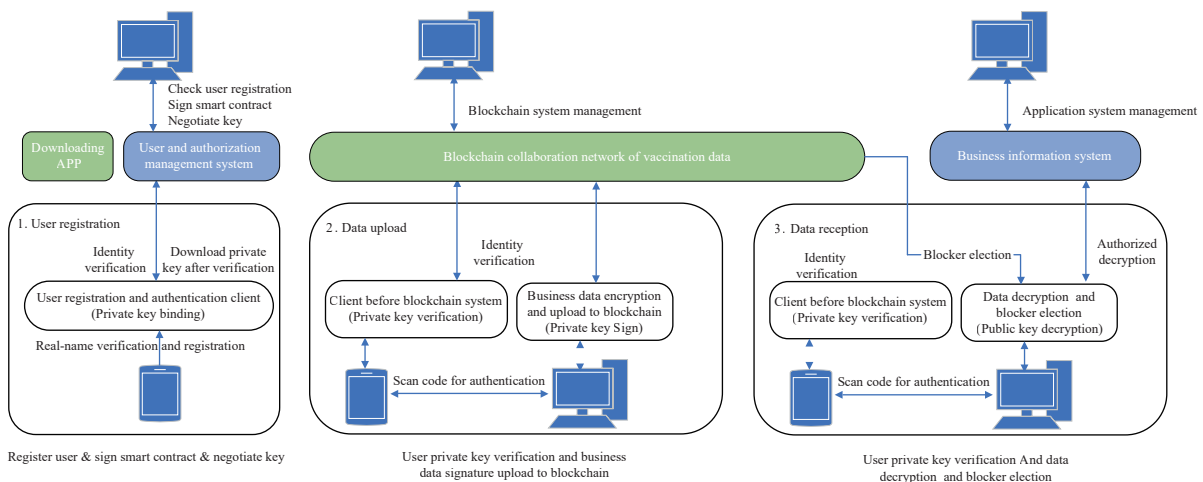 Check user registration
Sign smart contract
Negotiate key
Blockchain system management
Application system management
Downloading
APP
User and authorization
management system
Blockchain collaboration network of vaccination data
Business information system
1. User registration
Identity
verification
Download private
key after verification
User registration and authentication client
(Private key binding)
Real-name verification and registration
2. Data upload
Identity
verification
Client before blockchain system
(Private key verification)
Business data encryption
and upload to blockchain
(Private key Sign)
Scan code for authentication
3. Data reception
Identity
verification
Blocker election
Authorized
decryption
Client before blockchain system
(Private key verification)
Data decryption and
blocker election
(Public key decryption)
Scan code for authentication
Register user & sign smart contract & negotiate key
User private key verification and business
data signature upload to blockchain
User private key verification And data
decryption and blocker election